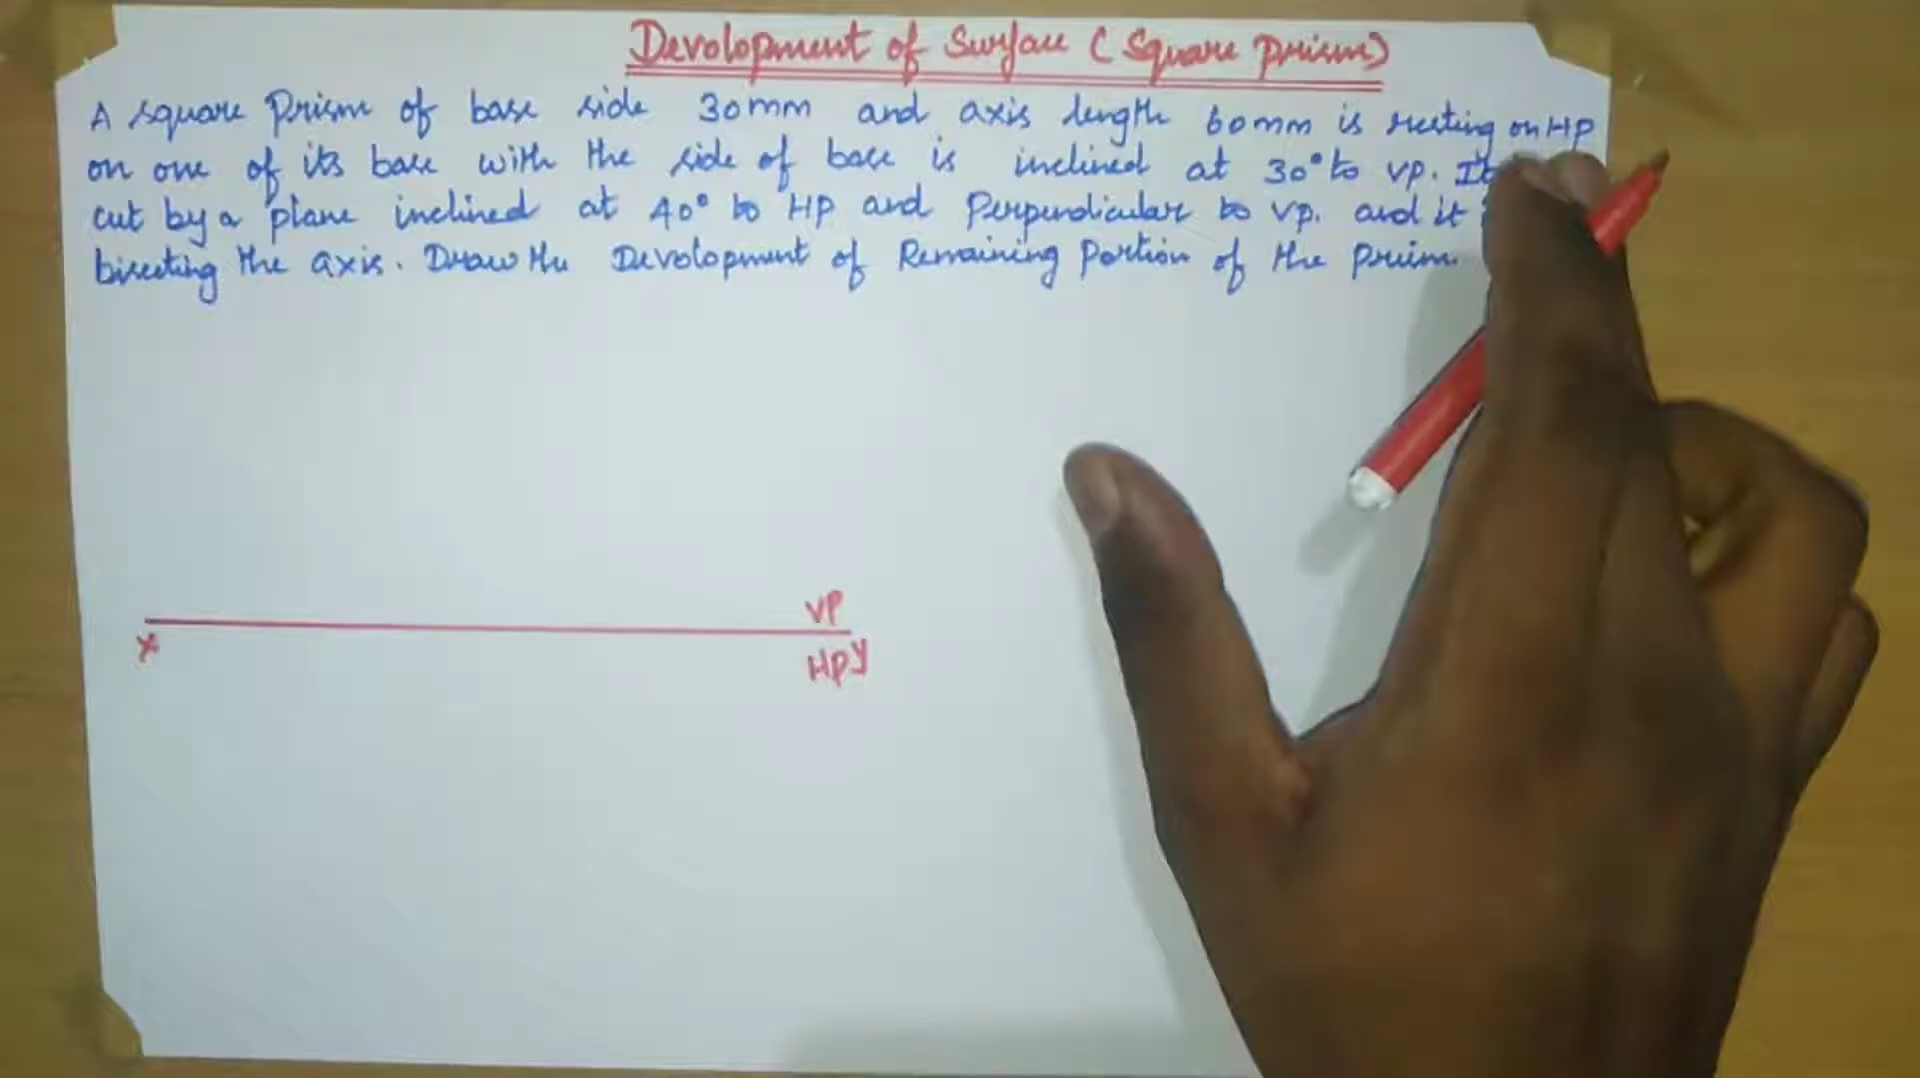 Devolopment of Surface (Square Prism)
A square Prism of base side 30mm and axis length 60mm is resting on HP
on one of its base with the side of base is inclined at 30° to VP. It
cut by a plane inclined at 40° to HP and Perpendicular to VP. and it
bisecting the axis. Draw the Devolopment of Remaining Portion of the Prism.
VP
X
HP Y